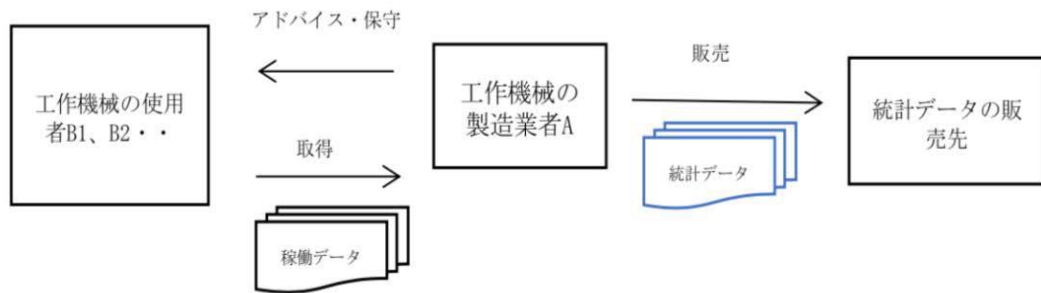 アドバイス・保守
工作機械の使用
者B1、B2・・
取得
稼働データ
工作機械の
製造業者A
販売
統計データ
統計データの販
売先